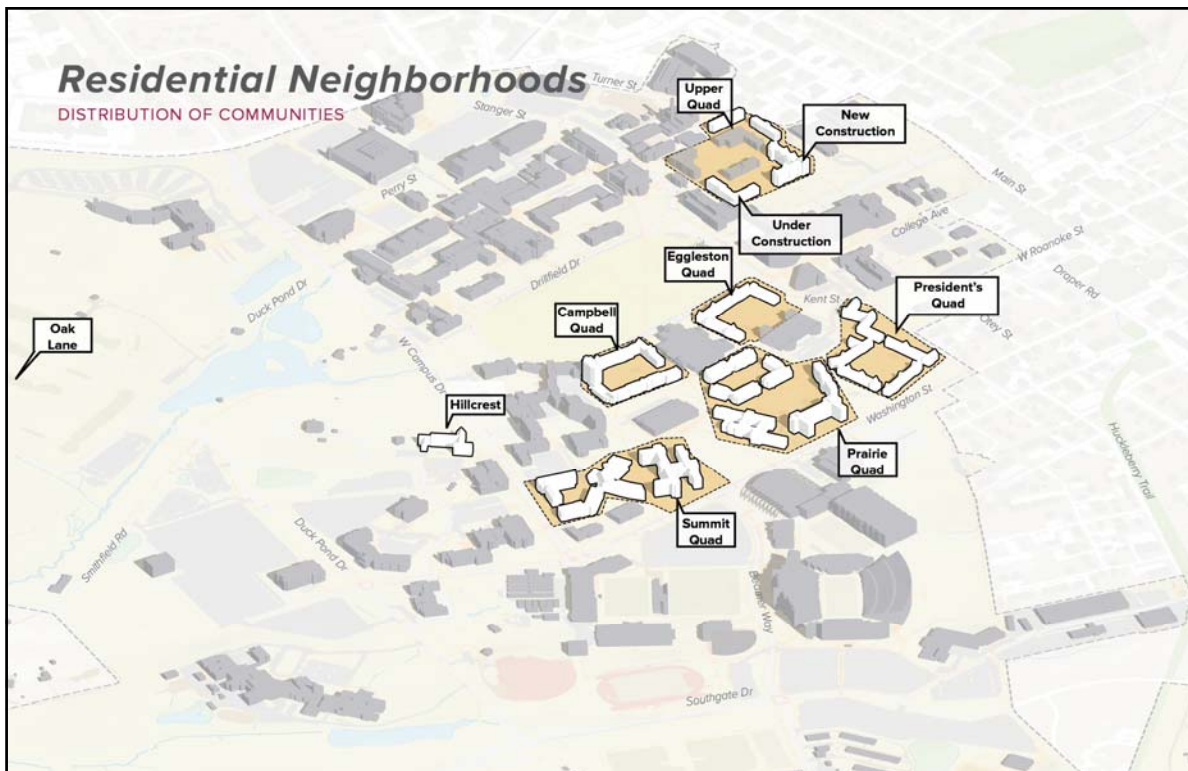 Residential Neighborhoods
DISTRIBUTION OF COMMUNITIES
Turner St
Stanger St
Upper
Quad
New
Construction
Perry St
Main St
College Ave
Under
Construction
W Roanoke St
Eggleston
Quad
Draper Rd
Drillfield Dr
Kent St
President's
Quad
Otey St
Duck Pond Dr
Campbell
Quad
Oak
Lane
W Campus Dr
Hillcrest
Washington St
Huckleberry Trail
Prairie
Quad
Summit
Quad
Duck Pond Dr
Smithfield Rd
Beamer Way
Southgate Dr